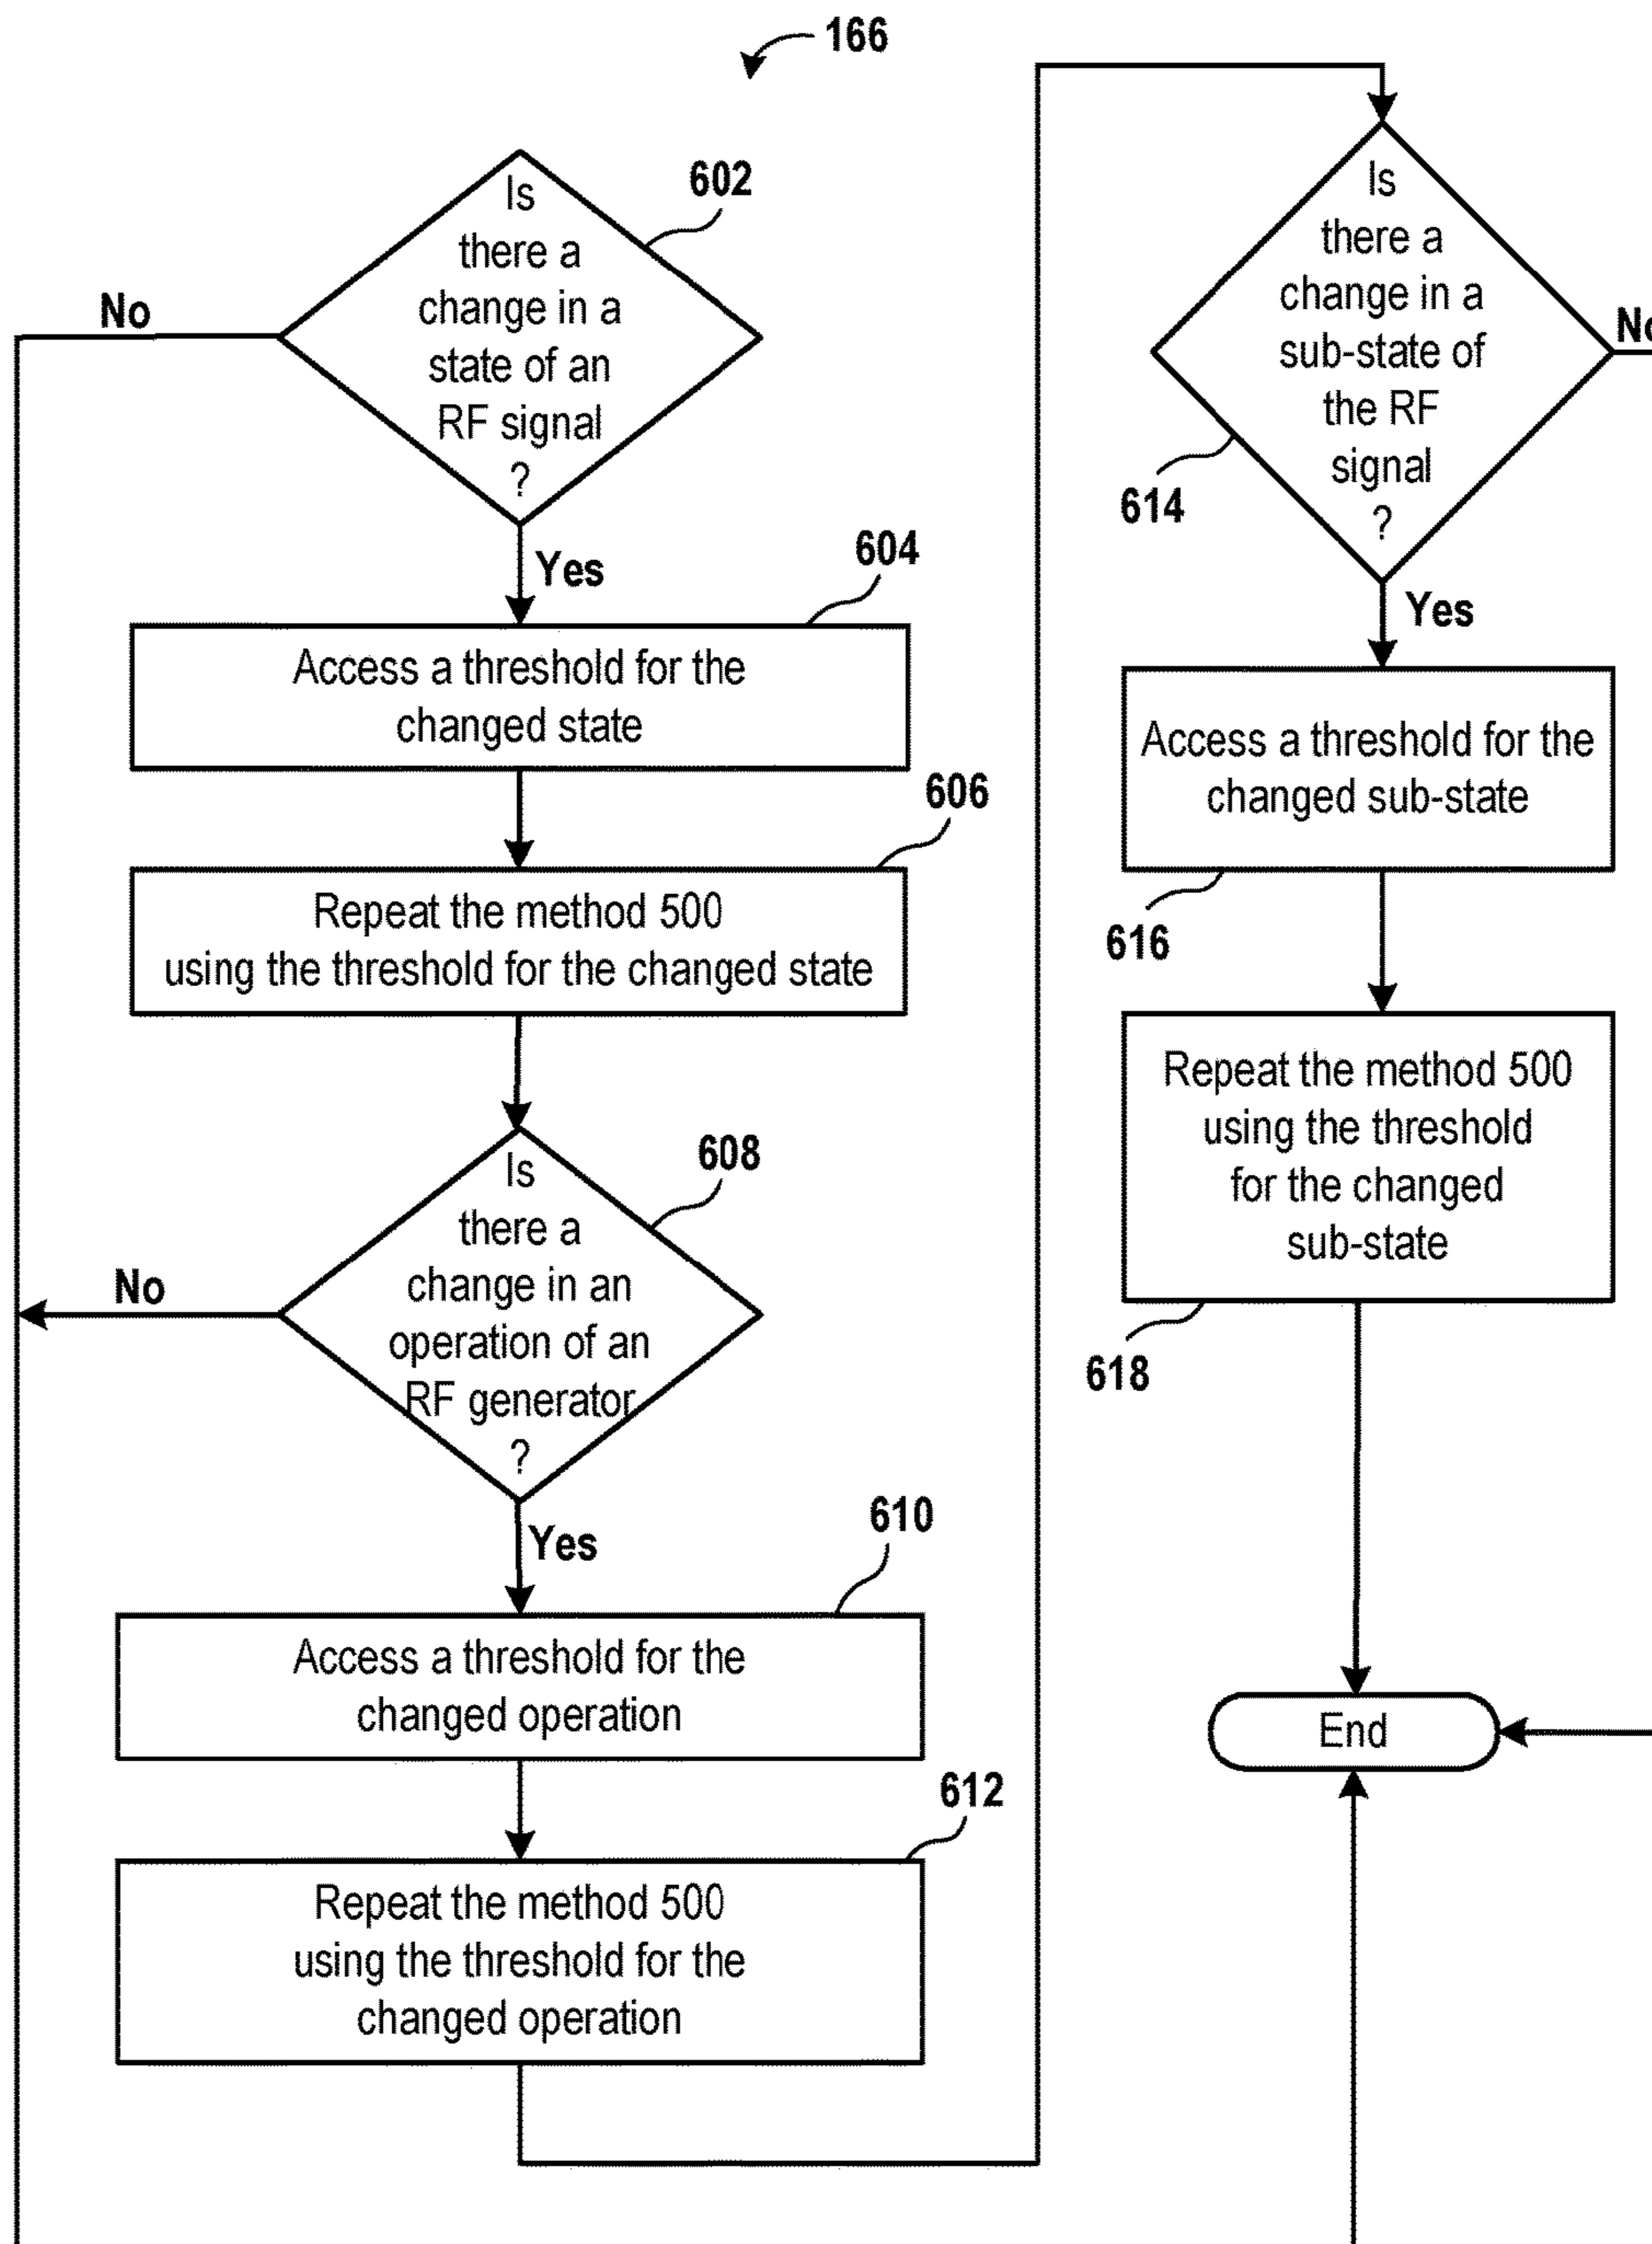 166
602
Is
there a
change in a
state of an
RF signal
?
No
Yes
604
Access a threshold for the
changed state
606
Repeat the method 500
using the threshold for the changed state
608
Is
there a
change in an
operation of an
RF generator
?
No
Yes
610
Access a threshold for the
changed operation
612
Repeat the method 500
using the threshold for the
changed operation
Is
there a
change in a
sub-state of
the RF
signal
?
614
Yes
Access a threshold for the
changed sub-state
616
Repeat the method 500
using the threshold
for the changed
sub-state
618
End